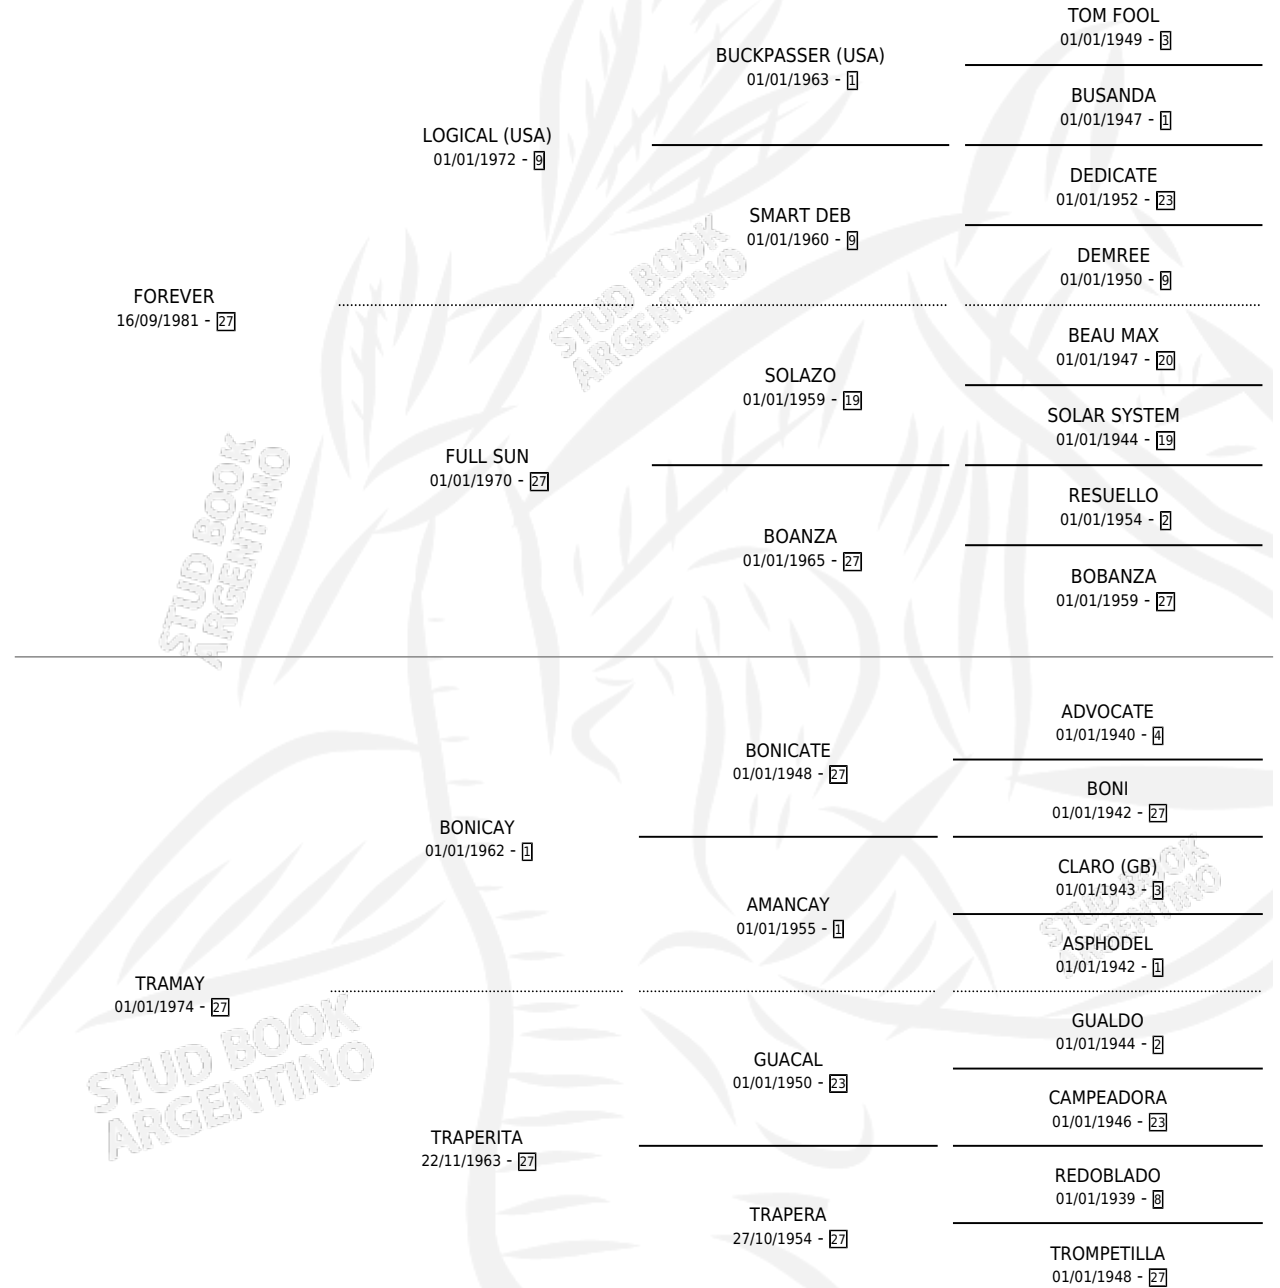 TOM FOOL
01/01/1949 - 3
BUCKPASSER (USA)
01/01/1963 - 1
BUSANDA
01/01/1947 - 1
LOGICAL (USA)
01/01/1972 - 9
DEDICATE
01/01/1952 - 23
SMART DEB
01/01/1960 - 9
DEMREE
01/01/1950 - 9
FOREVER
16/09/1981 - 27
BEAU MAX
01/01/1947 - 20
SOLAZO
01/01/1959 - 19
SOLAR SYSTEM
01/01/1944 - 19
FULL SUN
01/01/1970 - 27
RESUELLO
01/01/1954 - 2
BOANZA
01/01/1965 - 27
BOBANZA
01/01/1959 - 27
ADVOCATE
01/01/1940 - 4
BONICATE
01/01/1948 - 27
BONI
01/01/1942 - 27
BONICAY
01/01/1962 - 1
CLARO (GB)
01/01/1943 - 3
AMANCAY
01/01/1955 - 1
ASPHODEL
01/01/1942 - 1
TRAMAY
01/01/1974 - 27
GUALDO
01/01/1944 - 2
GUACAL
01/01/1950 - 23
CAMPEADORA
01/01/1946 - 23
TRAPERITA
22/11/1963 - 27
REDOBLADO
01/01/1939 - 8
TRAPERA
27/10/1954 - 27
TROMPETILLA
01/01/1948 - 27
STUD BOOK
ARGENTINO
STUD BOOK
ARGENTINO
STUD BOOK
ARGENTINO
STUD BOOK
ARGENTINO